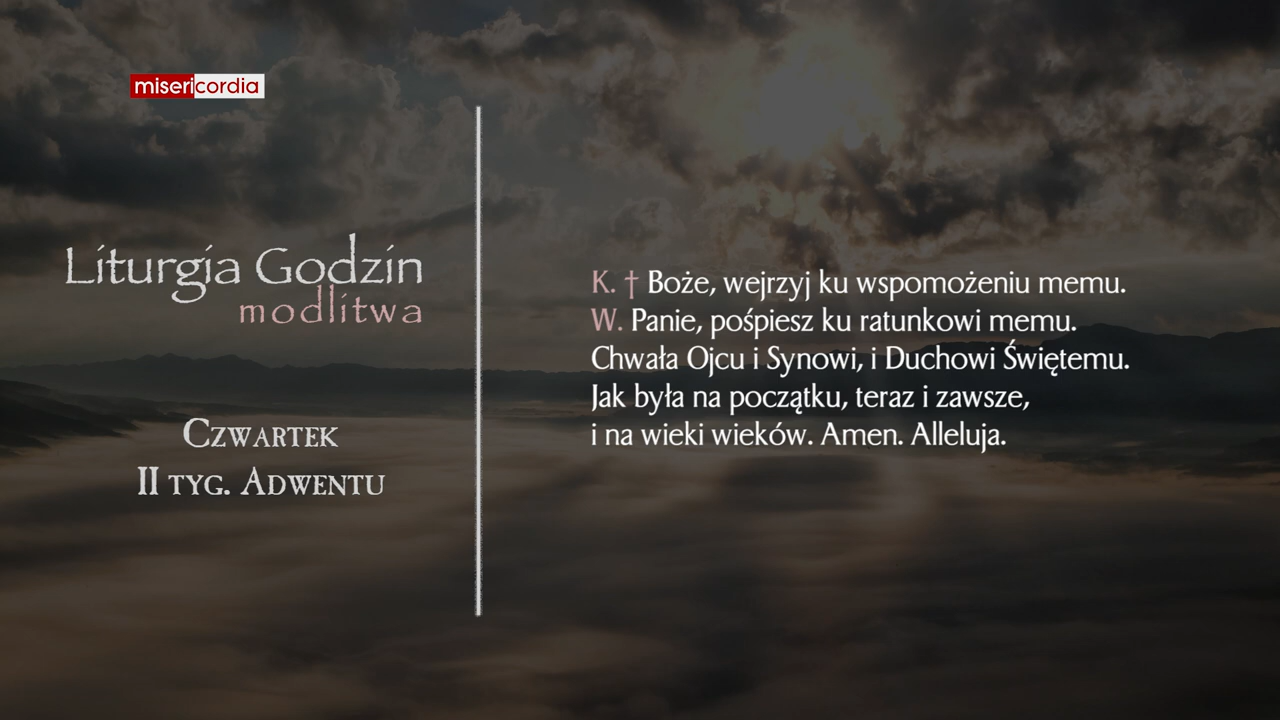 misericordia
Liturgia Godzin
modlitwa
Czwartek
II tyg. Adwentu
K. † Boże, wejrzyj ku wspomożeniu memu.
W. Panie, pośpiesz ku ratunkowi memu.
Chwała Ojcu i Synowi, i Duchowi Świętemu.
Jak była na początku, teraz i zawsze,
i na wieki wieków. Amen. Alleluja.